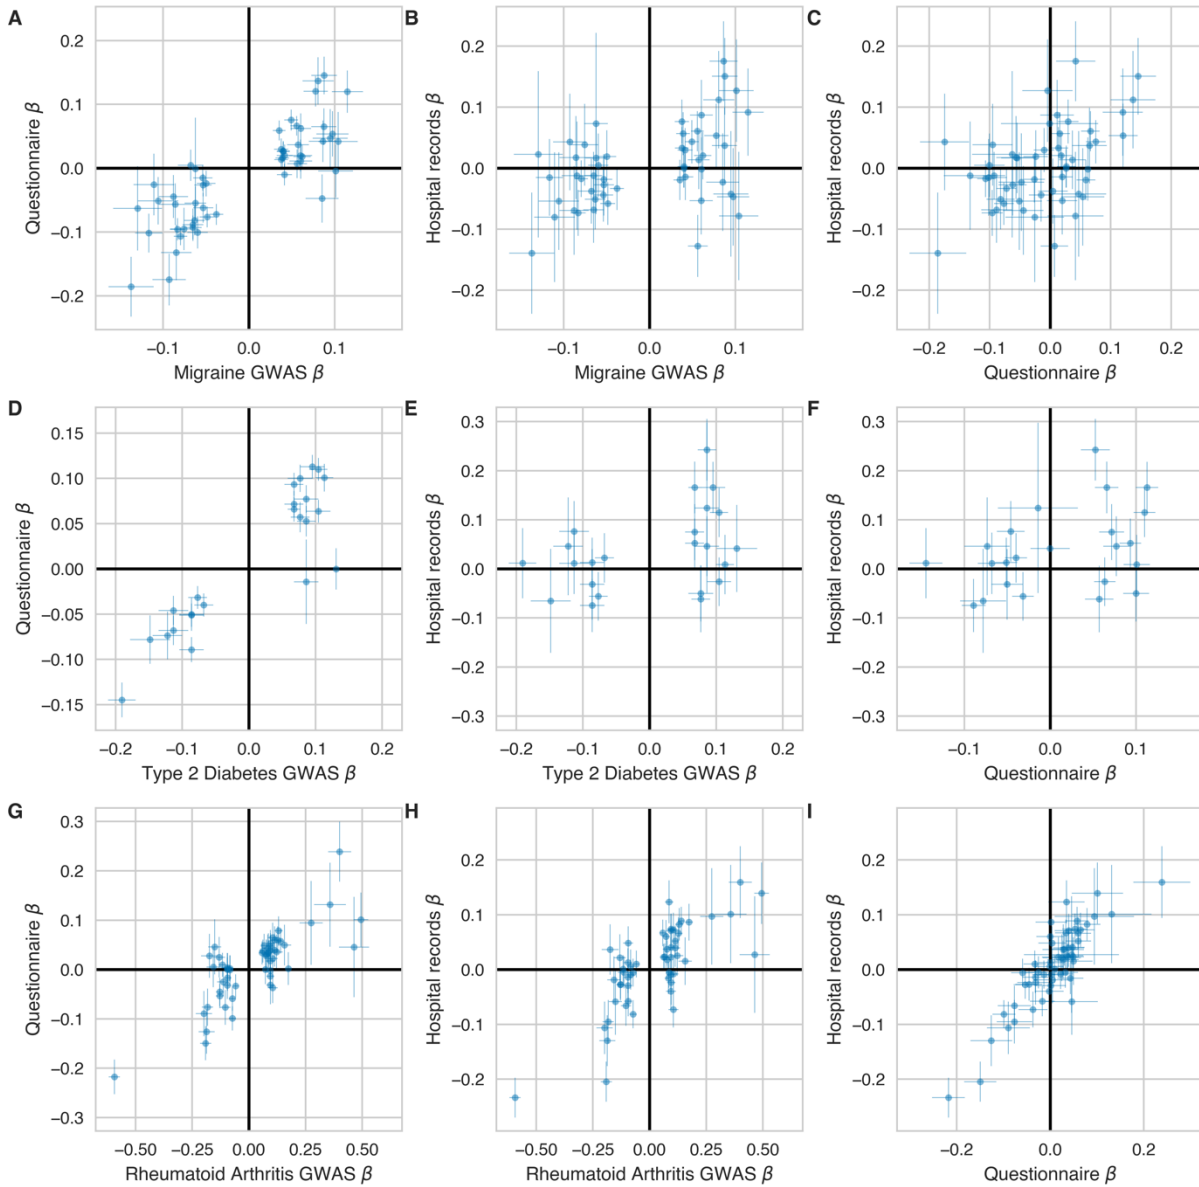 A
0.2
0.1
0.0
−0.1
−0.2
Questionnaire β
−0.1 0.0 0.1
Migraine GWAS β
B
0.2
0.1
0.0
−0.1
−0.2
Hospital records β
−0.1 0.0 0.1
Migraine GWAS β
C
0.2
0.1
0.0
−0.1
−0.2
Hospital records β
−0.2 −0.1 0.0 0.1 0.2
Questionnaire β
D
0.15
0.10
0.05
0.00
−0.05
−0.10
−0.15
Questionnaire β
−0.2 −0.1 0.0 0.1 0.2
Type 2 Diabetes GWAS β
E
0.3
0.2
0.1
0.0
−0.1
−0.2
−0.3
Hospital records β
−0.2 −0.1 0.0 0.1 0.2
Type 2 Diabetes GWAS β
F
0.3
0.2
0.1
0.0
−0.1
−0.2
−0.3
Hospital records β
−0.1 0.0 0.1
Questionnaire β
G
0.3
0.2
0.1
0.0
−0.1
−0.2
−0.3
Questionnaire β
−0.50 −0.25 0.00 0.25 0.50
Rheumatoid Arthritis GWAS β
H
0.2
0.1
0.0
−0.1
−0.2
Hospital records β
−0.50 −0.25 0.00 0.25 0.50
Rheumatoid Arthritis GWAS β
I
0.2
0.1
0.0
−0.1
−0.2
Hospital records β
−0.2 0.0 0.2
Questionnaire β